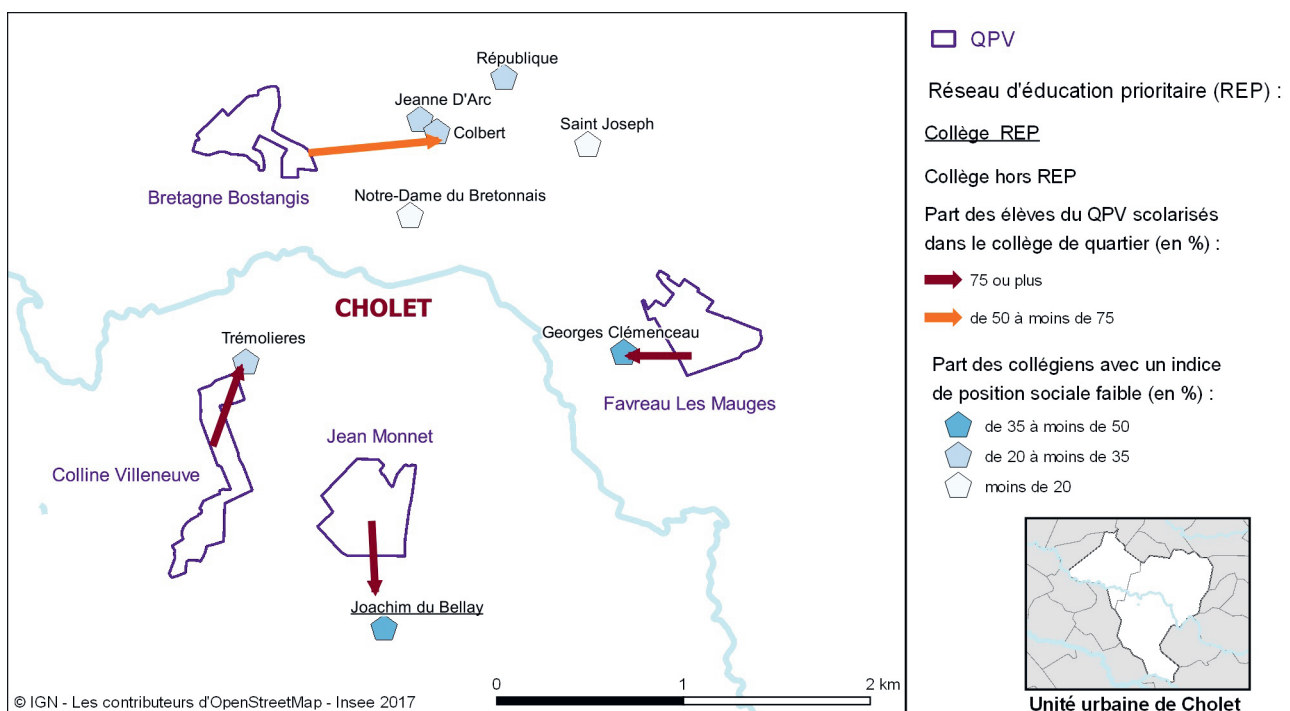 République
Jeanne D'Arc
Colbert
Saint Joseph
Bretagne Bostangis
Notre-Dame du Bretonnais
CHOLET
Trémolieres
Georges Clémenceau
Favreau Les Mauges
Jean Monnet
Colline Villeneuve
Joachim du Bellay
© IGN - Les contributeurs d'OpenStreetMap - Insee 2017
0 1 2 km
QPV
Réseau d'éducation prioritaire (REP) :
Collège REP
Collège hors REP
Part des élèves du QPV scolarisés
dans le collège de quartier (en %) :
75 ou plus
de 50 à moins de 75
Part des collégiens avec un indice
de position sociale faible (en %) :
de 35 à moins de 50
de 20 à moins de 35
moins de 20
Unité urbaine de Cholet